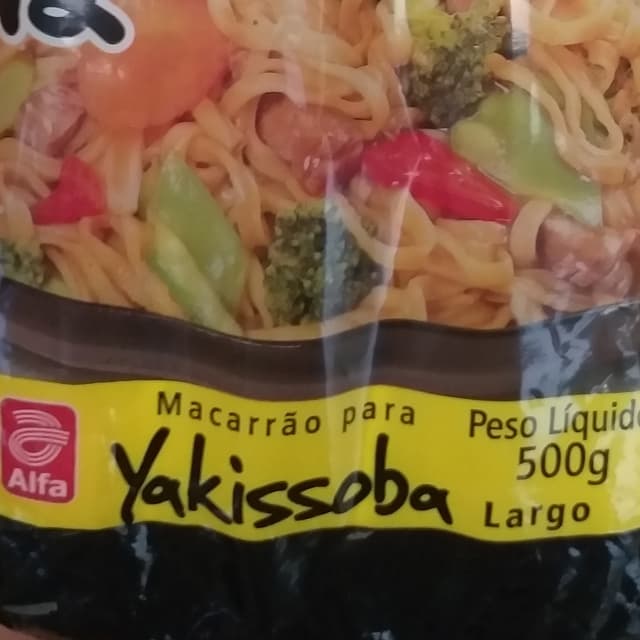 Macarrão para
Yakissoba
Alfa
Peso Líquido
500g
Largo